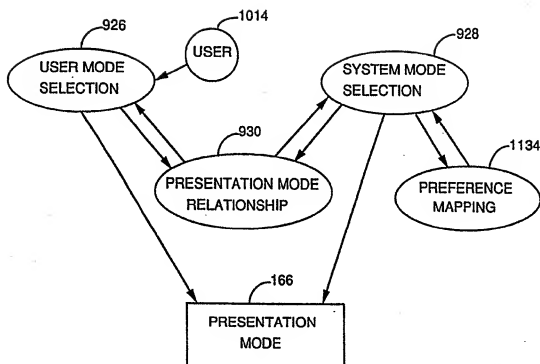 926
1014
USER
928
USER MODE
SELECTION
SYSTEM MODE
SELECTION
930
1134
PRESENTATION MODE
RELATIONSHIP
PREFERENCE
MAPPING
166
PRESENTATION
MODE